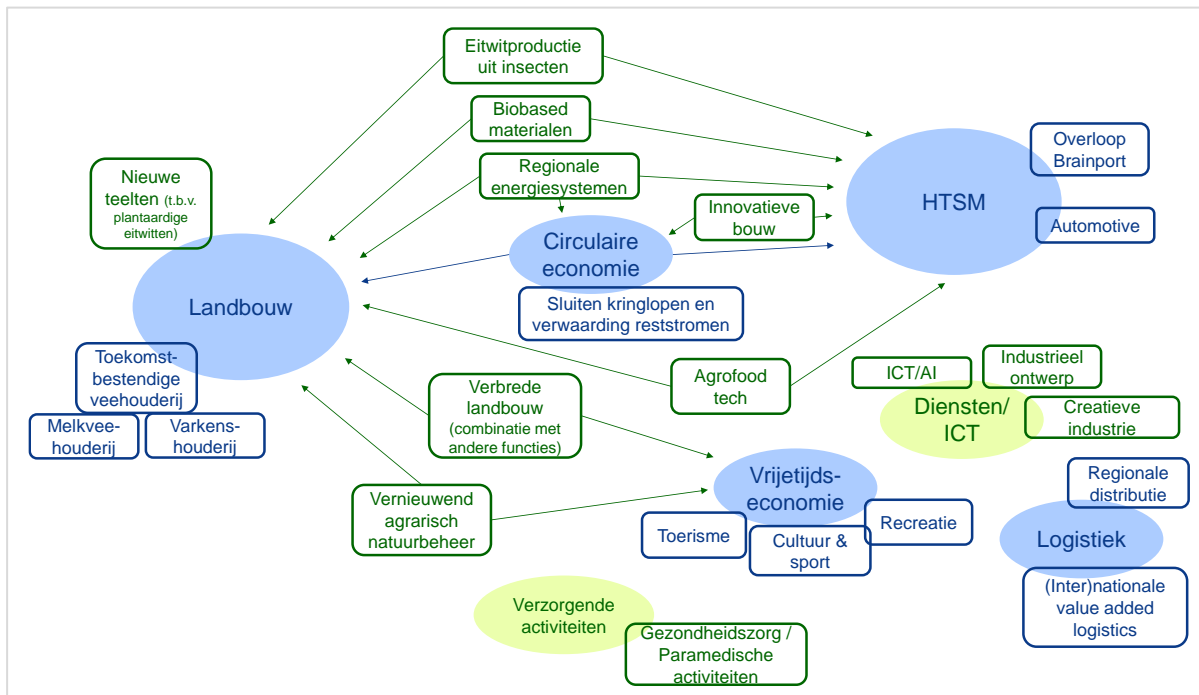 Eitwitproductie
uit insecten
Biobased
materialen
Overloop
Brainport
Nieuwe
teelten (t.b.v.
plantaardige
eitwitten)
Regionale
energiesystemen
HTSM
Innovatieve
bouw
Automotive
Circulaire
economie
Landbouw
Sluiten kringlopen en
verwaarding reststromen
Toekomst-
bestendige
veehouderij
Melkvee-
houderij
Varkens-
houderij
Verbrede
landbouw
(combinatie met
andere functies)
Agrofood
tech
ICT/AI
Industrieel
ontwerp
Diensten/
ICT
Creatieve
industrie
Vernieuwend
agrarisch
natuurbeheer
Vrijetijds-
economie
Toerisme
Cultuur &
sport
Recreatie
Regionale
distributie
Logistiek
(Inter)nationale
value added
logistics
Verzorgende
activiteiten
Gezondheidszorg /
Paramedische
activiteiten